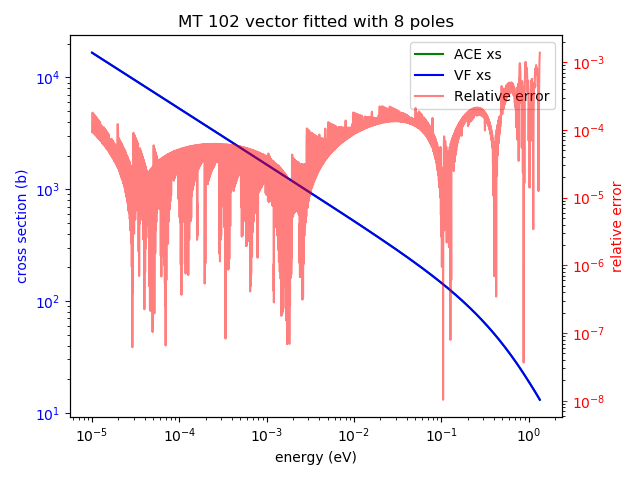 MT 102 vector fitted with 8 poles
ACE xs
VF xs
Relative error
cross section (b)
10^4
10^3
10^2
10^1
10^-3
10^-4
10^-5
10^-6
10^-7
10^-8
relative error
10^-5
10^-4
10^-3
10^-2
10^-1
10^0
energy (eV)